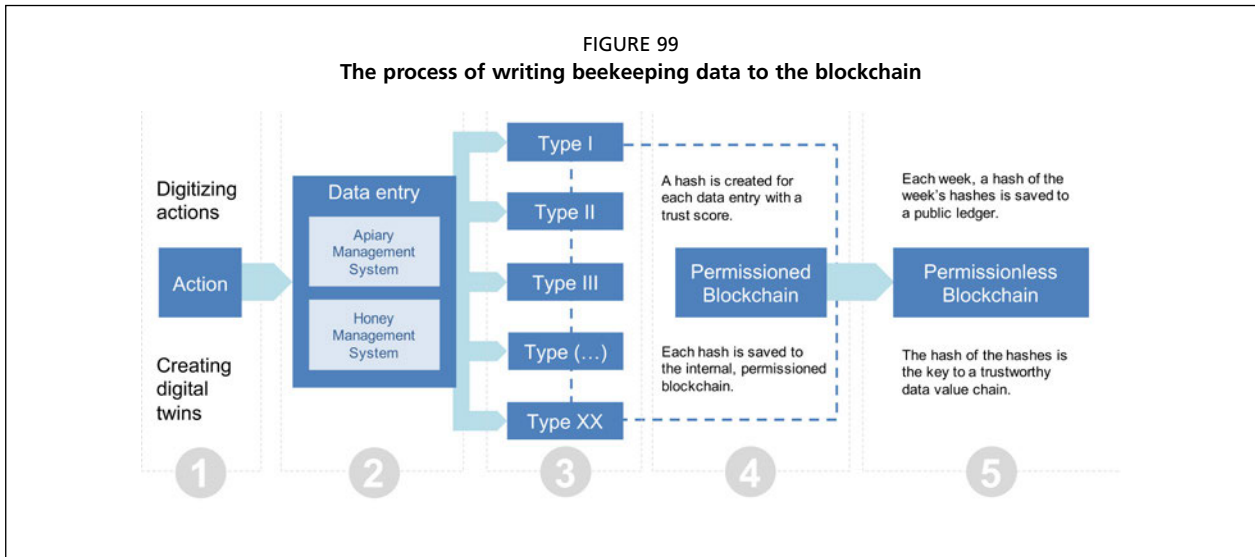 FIGURE 99
The process of writing beekeeping data to the blockchain
Digitizing
actions
Action
Creating
digital
twins
1
Data entry
Apiary
Management
System
Honey
Management
System
2
Type I
Type II
Type III
Type (...)
Type XX
3
A hash is created for
each data entry with a
trust score.
Permissioned
Blockchain
Each hash is saved to
the internal, permissioned
blockchain.
4
Each week, a hash of the
week's hashes is saved to
a public ledger.
Permissionless
Blockchain
The hash of the hashes is
the key to a trustworthy
data value chain.
5